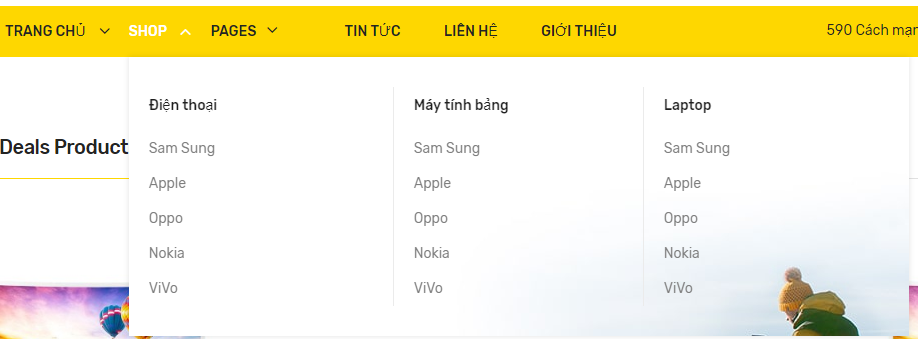 TRANG CHỦ SHOP PAGES TIN TỨC LIÊN HỆ GIỚI THIỆU 590 Cách
Deals Product
Điện thoại Máy tính bảng Laptop
Sam Sung Sam Sung Sam Sung
Apple Apple Apple
Oppo Oppo Oppo
Nokia Nokia Nokia
ViVo ViVo ViVo